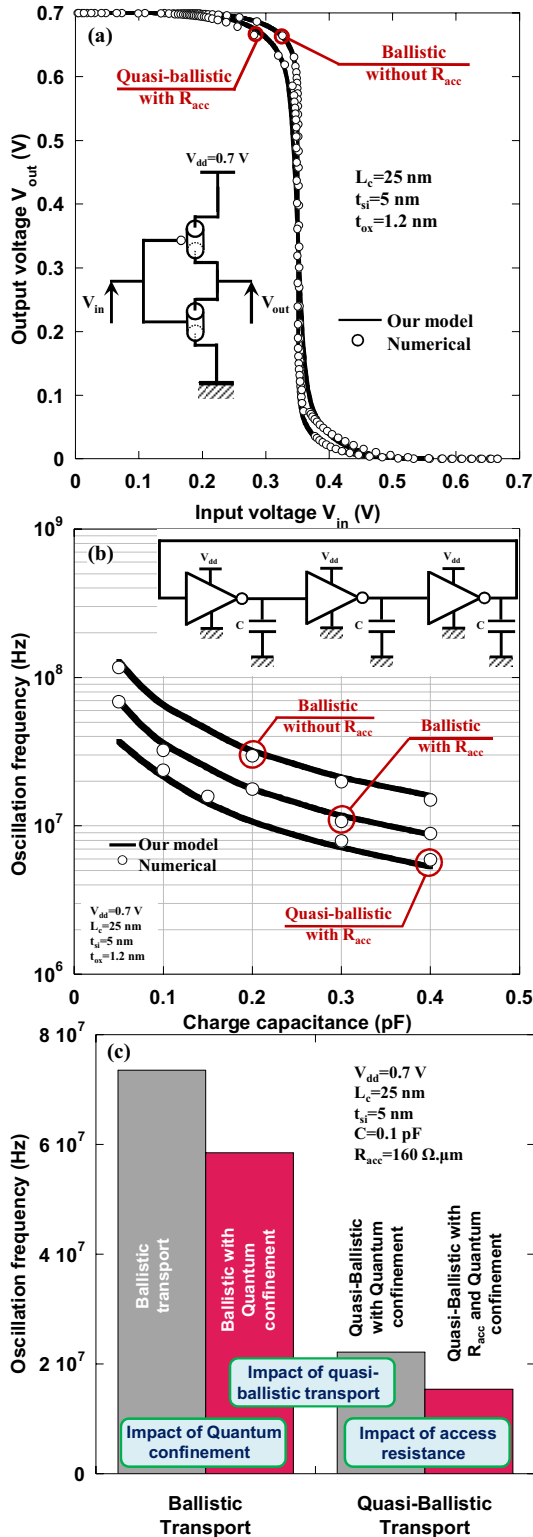 (a)
0.7
0.6
0.5
0.4
0.3
0.2
0.1
0
Output voltage V_out (V)
Quasi-ballistic
with R_acc
Ballistic
without R_acc
V_dd=0.7 V
V_in
V_out
L_c=25 nm
t_si=5 nm
t_ox=1.2 nm
Our model
Numerical
0 0.1 0.2 0.3 0.4 0.5 0.6 0.7
Input voltage V_in (V)
(b)
10^9
10^8
10^7
10^6
Oscillation frequency (Hz)
V_dd V_dd V_dd
C C C
Ballistic
without R_acc
Ballistic
with R_acc
Quasi-ballistic
with R_acc
Our model
Numerical
V_dd=0.7 V
L_c=25 nm
t_si=5 nm
t_ox=1.2 nm
0 0.1 0.2 0.3 0.4 0.5
Charge capacitance (pF)
(c)
8 10^7
6 10^7
4 10^7
2 10^7
0
Oscillation frequency (Hz)
V_dd=0.7 V
L_c=25 nm
t_si=5 nm
C=0.1 pF
R_acc=160 Ω.µm
Ballistic
transport
Ballistic with
Quantum
confinement
Quasi-Ballistic
with Quantum
confinement
Quasi-Ballistic with
R_acc and Quantum
confinement
Impact of quasi-
ballistic transport
Impact of Quantum
confinement
Impact of access
resistance
Ballistic
Transport
Quasi-Ballistic
Transport